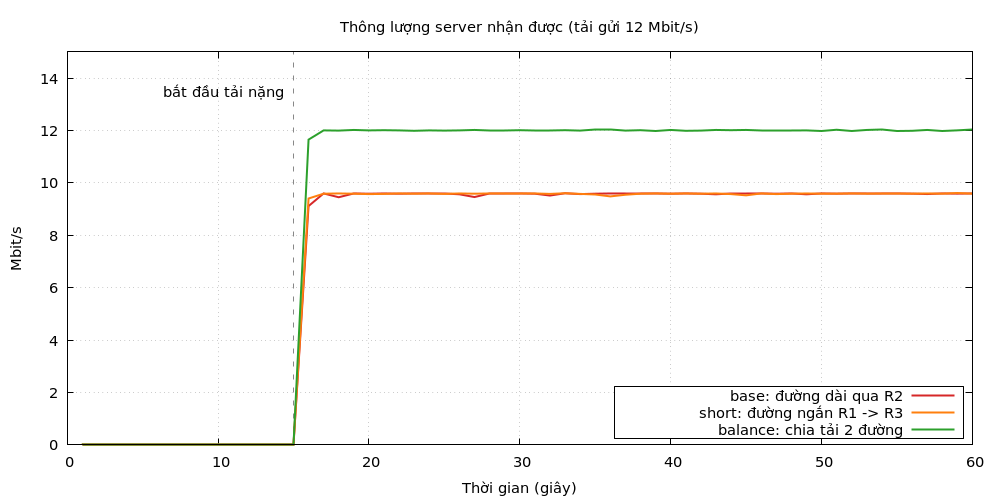 Thông lượng server nhận được (tải gửi 12 Mbit/s)
14
bắt đầu tải nặng
12
10
8
Mbit/s
6
4
2
base: đường dài qua R2
short: đường ngắn R1 -> R3
balance: chia tải 2 đường
0
0 10 20 30 40 50 60
Thời gian (giây)